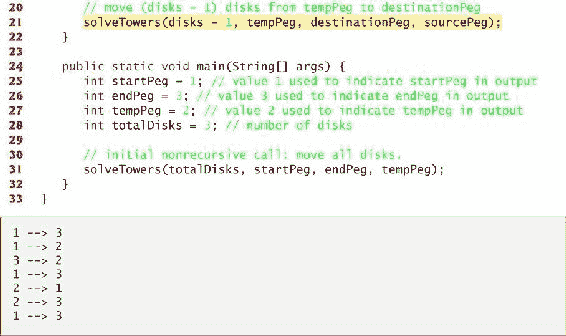 20 // move (disks - 1) disks from tempPeg to destinationPeg
21 solveTowers(disks - 1, tempPeg, destinationPeg, sourcePeg);
22 }
23
24 public static void main(String[] args) {
25 int startPeg = 1; // value 1 used to indicate startPeg in output
26 int endPeg = 3; // value 3 used to indicate endPeg in output
27 int tempPeg = 2; // value 2 used to indicate tempPeg in output
28 int totalDisks = 3; // number of disks
29
30 // initial nonrecursive call: move all disks.
31 solveTowers(totalDisks, startPeg, endPeg, tempPeg);
32 }
33 }
1 --> 3
1 --> 2
3 --> 2
1 --> 3
2 --> 1
2 --> 3
1 --> 3